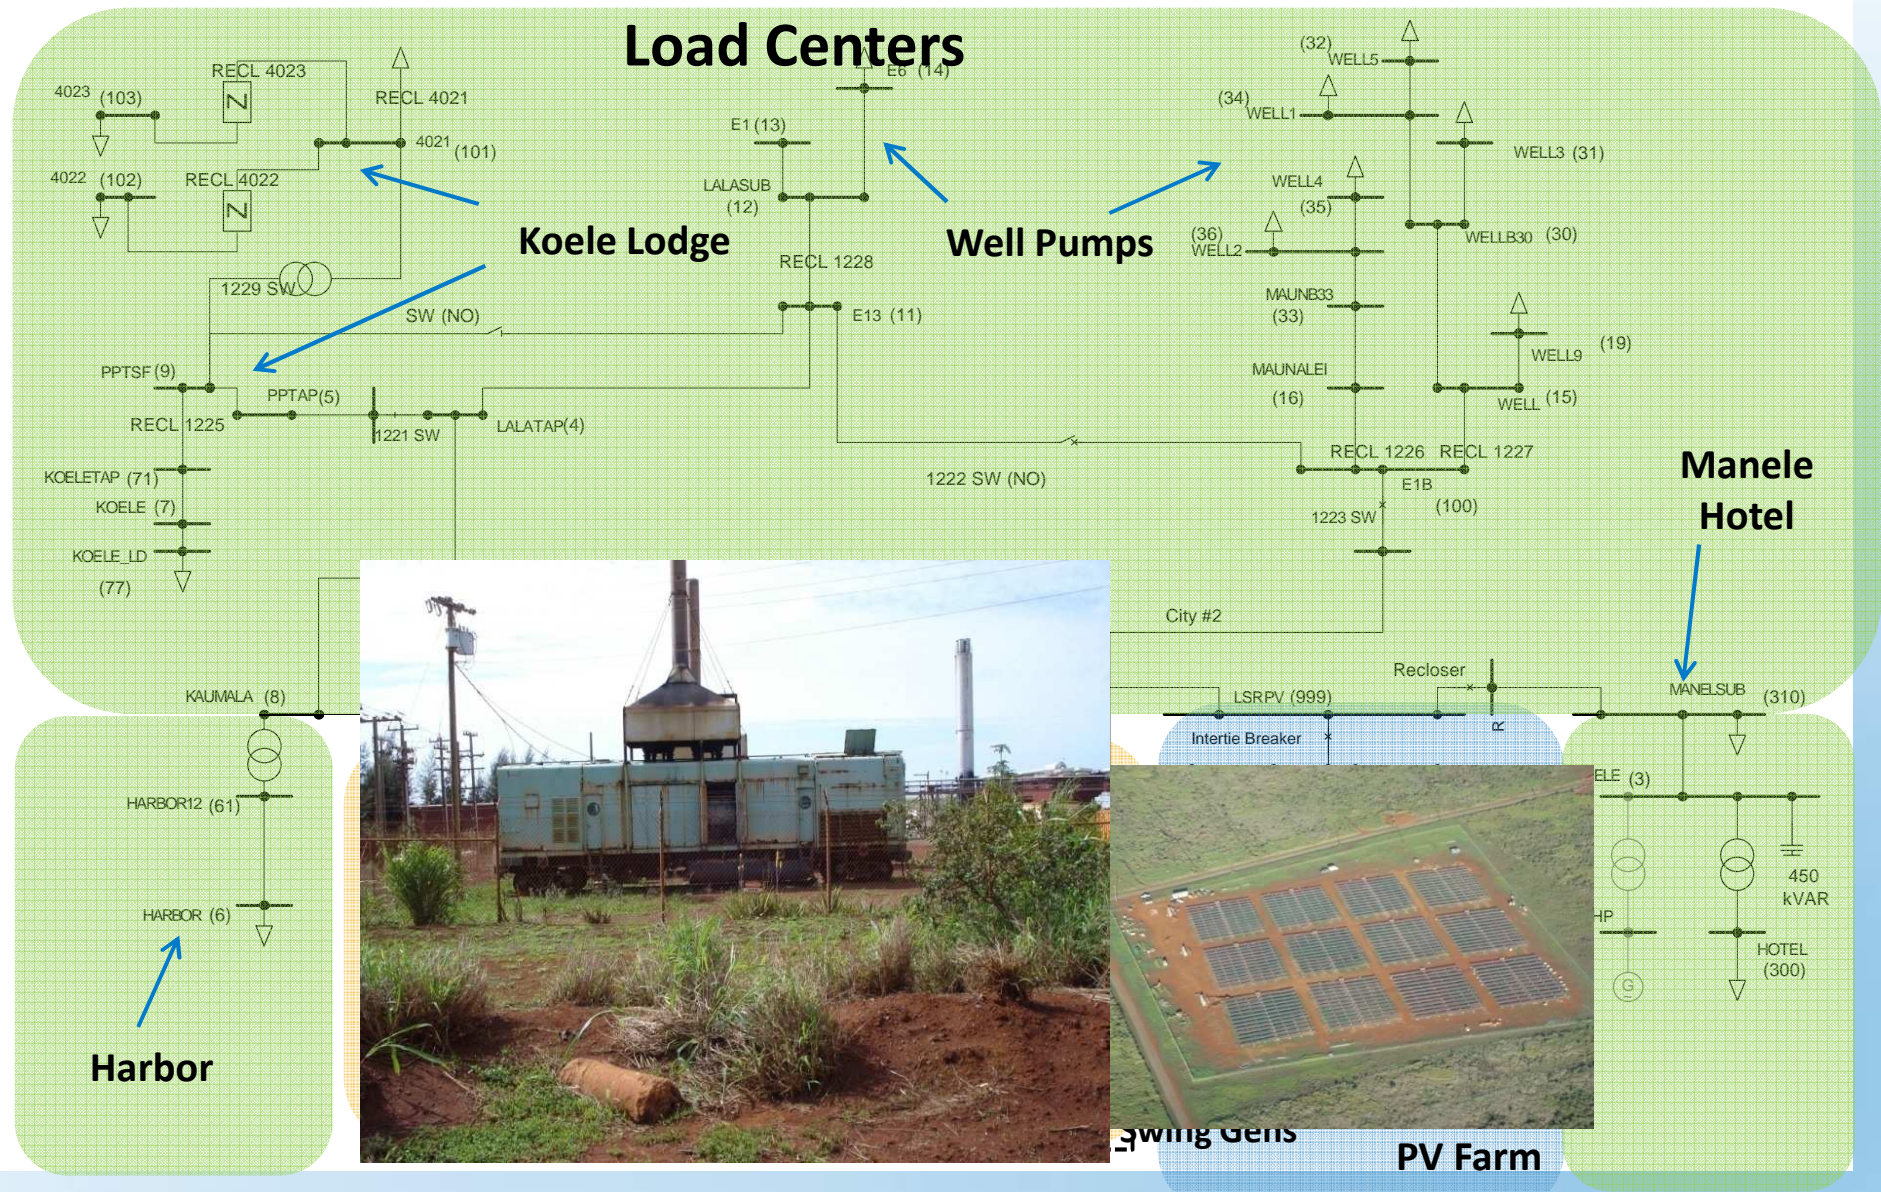 Load Centers
RECL 4023
4023 (103)
RECL 4021
4021 (101)
4022 (102)
RECL 4022
1229 SW
Koele Lodge
E6 (14)
E1 (13)
LALASUB
(12)
RECL 1228
E13 (11)
SW (NO)
Well Pumps
(32)
WELL5
(34)
WELL1
WELL3 (31)
WELL4
(35)
(36)
WELL2
WELLB30 (30)
MAUNB33
(33)
(19)
WELL9
MAUNALEI
(16)
WELL (15)
RECL 1226 RECL 1227
E1B
(100)
1223 SW
1222 SW (NO)
PPTSF (9)
PPTAP(5)
RECL 1225
1221 SW
LALATAP(4)
KOELETAP (71)
KOELE (7)
KOELE_LD
(77)
Manele
Hotel
City #2
Recloser
R
LSRPV (999)
MANELSUB
(310)
Intertie Breaker
KAUMALA (8)
HARBOR12 (61)
HARBOR (6)
Harbor
ELE (3)
450
kVAR
HP
HOTEL
(300)
G
Swing Gens
PV Farm